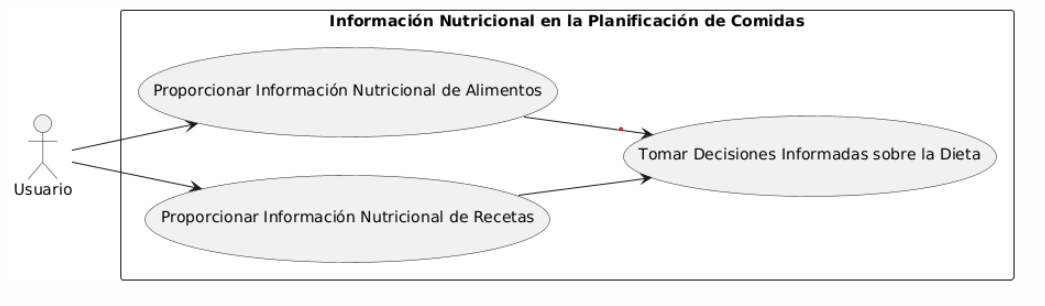 Información Nutricional en la Planificación de Comidas
Proporcionar Información Nutricional de Alimentos
Tomar Decisiones Informadas sobre la Dieta
Usuario
Proporcionar Información Nutricional de Recetas